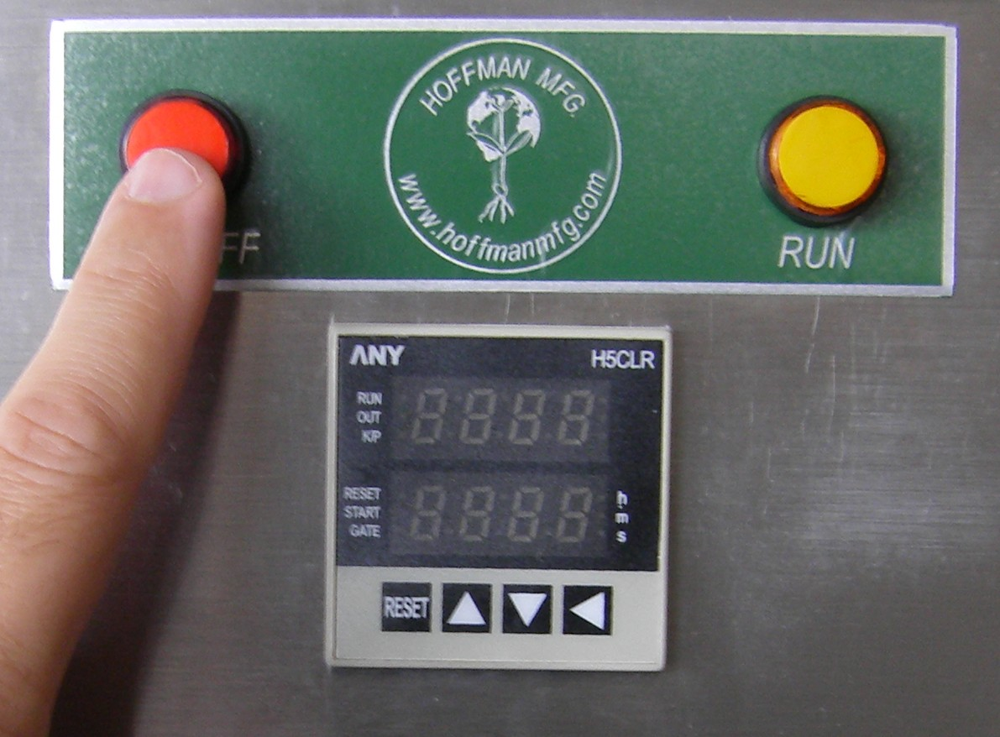 HOFFMAN MFG.
www.hoffmanmfg.com
FF
RUN
ANY
H5CLR
RUN
OUT
K/P
RESET
START
GATE
h
m
s
RESET